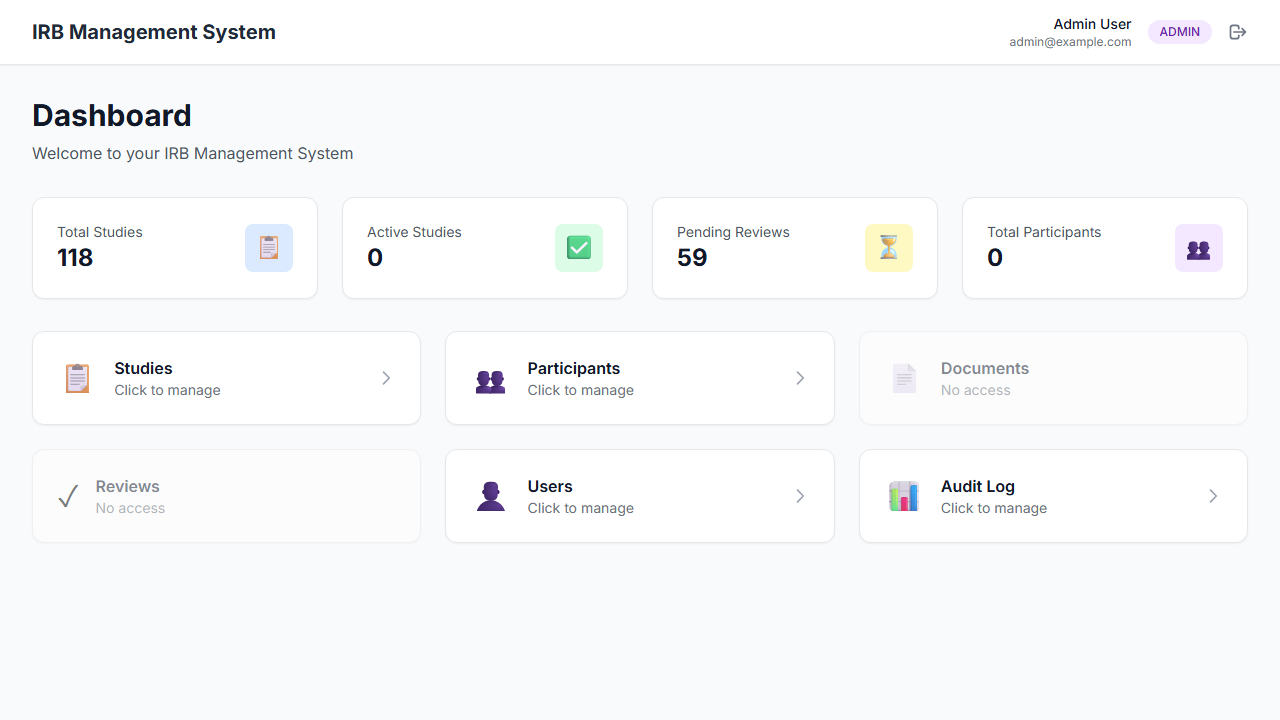 IRB Management System
Admin User
admin@example.com
ADMIN
Dashboard
Welcome to your IRB Management System
Total Studies
118
Active Studies
0
Pending Reviews
59
Total Participants
0
Studies
Click to manage
Participants
Click to manage
Documents
No access
Reviews
No access
Users
Click to manage
Audit Log
Click to manage